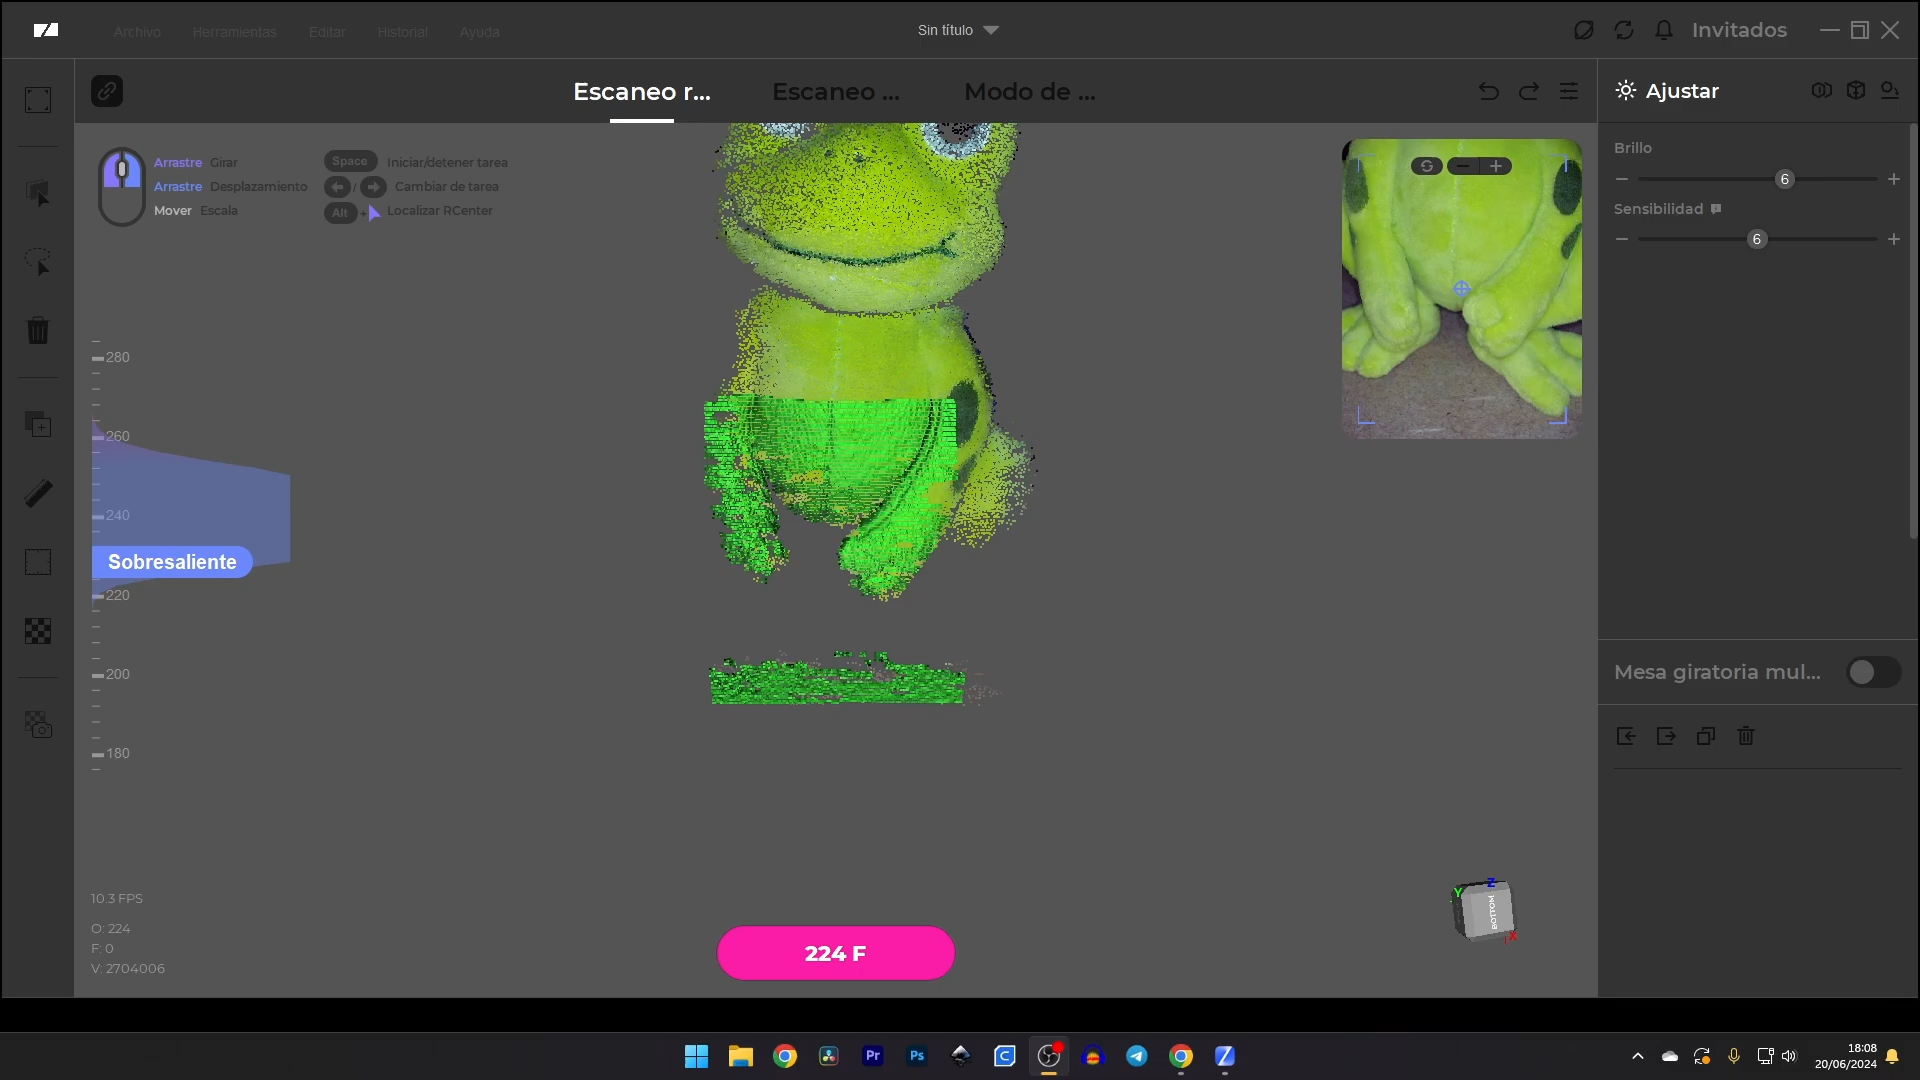 Archivo Herramientas Editar Historial Ayuda
Sin título
Invitados
Escaneo r... Escaneo ... Modo de ...
Ajustar
Arrastre Girar
Arrastre Desplazamiento
Mover Escala
Space Iniciar/detener tarea
/ Cambiar de tarea
Alt + Localizar RCenter
Brillo
6
Sensibilidad
6
280
260
240
Sobresaliente
220
200
180
Mesa giratoria mul...
10.3 FPS
O: 224
F: 0
V: 2704006
224 F
Y Z
BOTTOM
X
Pr Ps C Z
18:08
20/06/2024